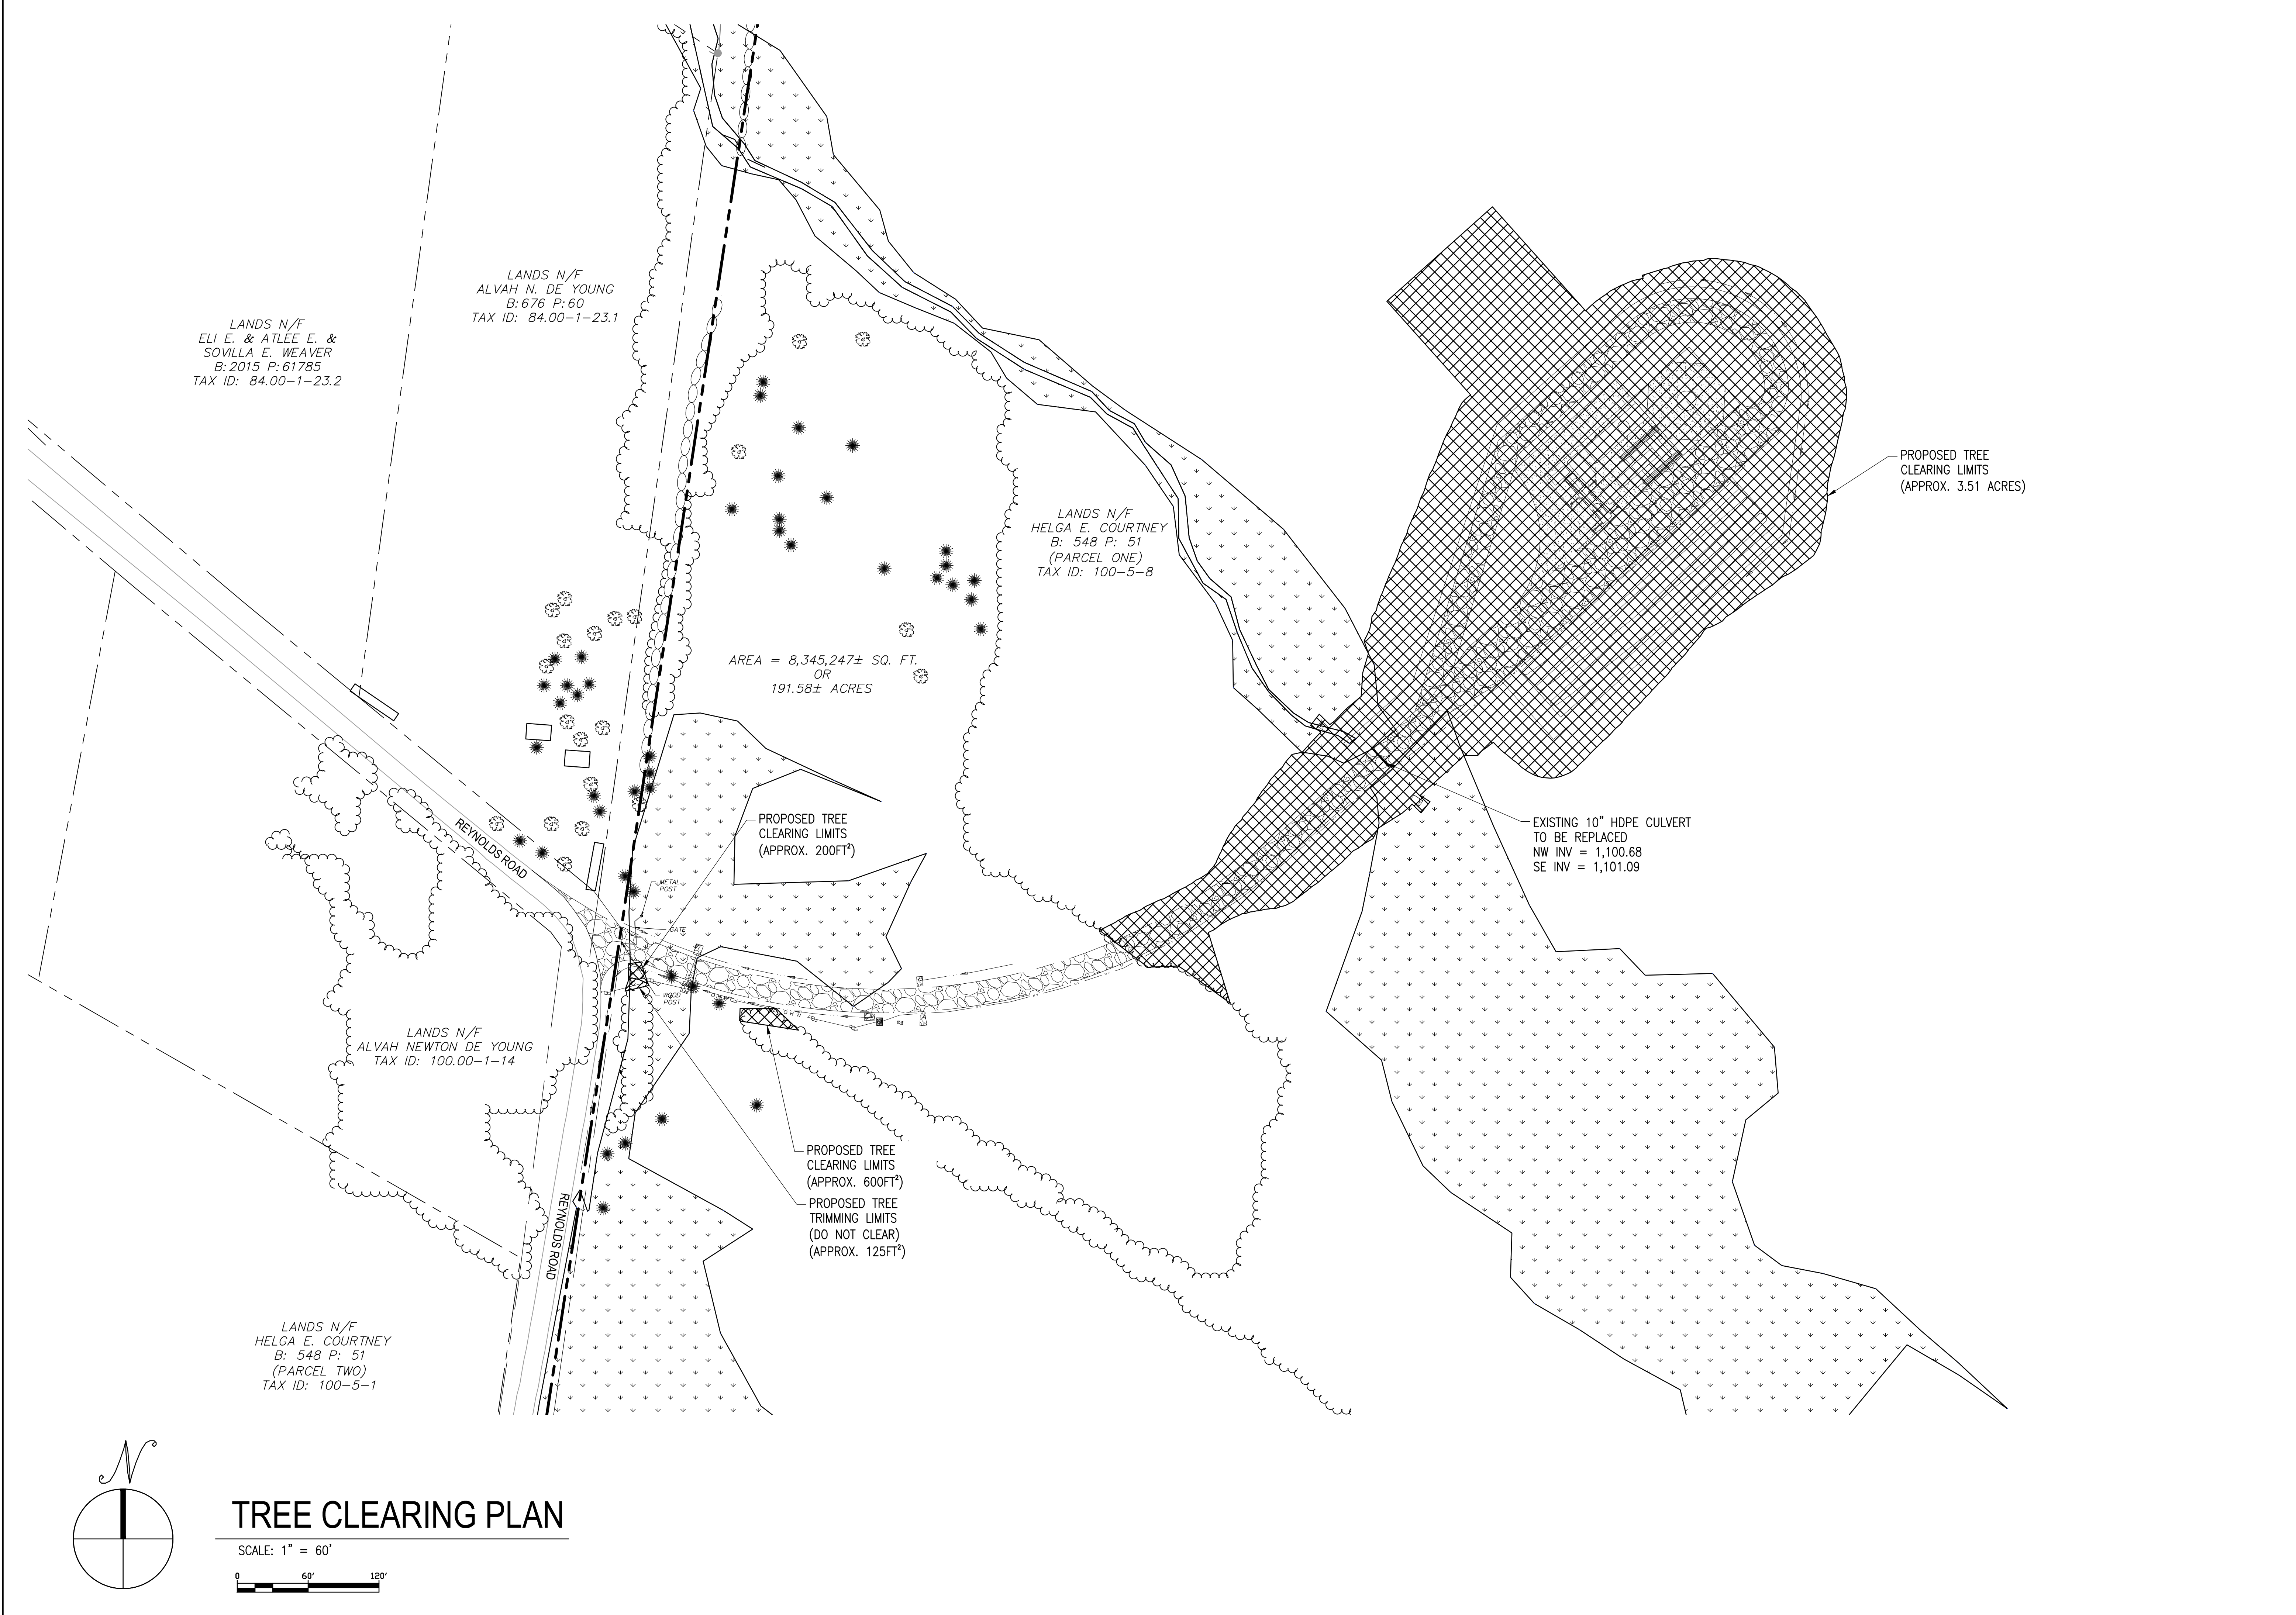 LANDS N/F
ALVAH N. DE YOUNG
B: 676 P: 60
TAX ID: 84.00-1-23.1
LANDS N/F
ELI E. & ATLEE E. &
SOVILLA E. WEAVER
B: 2015 P: 61785
TAX ID: 84.00-1-23.2
PROPOSED TREE
CLEARING LIMITS
(APPROX. 3.51 ACRES)
LANDS N/F
HELGA E. COURTNEY
B: 548 P: 51
(PARCEL ONE)
TAX ID: 100-5-8
AREA = 8,345,247± SQ. FT.
OR
191.58± ACRES
REYNOLDS ROAD
PROPOSED TREE
CLEARING LIMITS
(APPROX. 200FT²)
EXISTING 10" HDPE CULVERT
TO BE REPLACED
NW INV = 1,100.68
SE INV = 1,101.09
METAL
POST
GATE
WOOD
POST
OHW
LANDS N/F
ALVAH NEWTON DE YOUNG
TAX ID: 100.00-1-14
PROPOSED TREE
CLEARING LIMITS
(APPROX. 600FT²)
PROPOSED TREE
TRIMMING LIMITS
(DO NOT CLEAR)
(APPROX. 125FT²)
REYNOLDS ROAD
LANDS N/F
HELGA E. COURTNEY
B: 548 P: 51
(PARCEL TWO)
TAX ID: 100-5-1
N
TREE CLEARING PLAN
SCALE: 1" = 60'
0 60' 120'